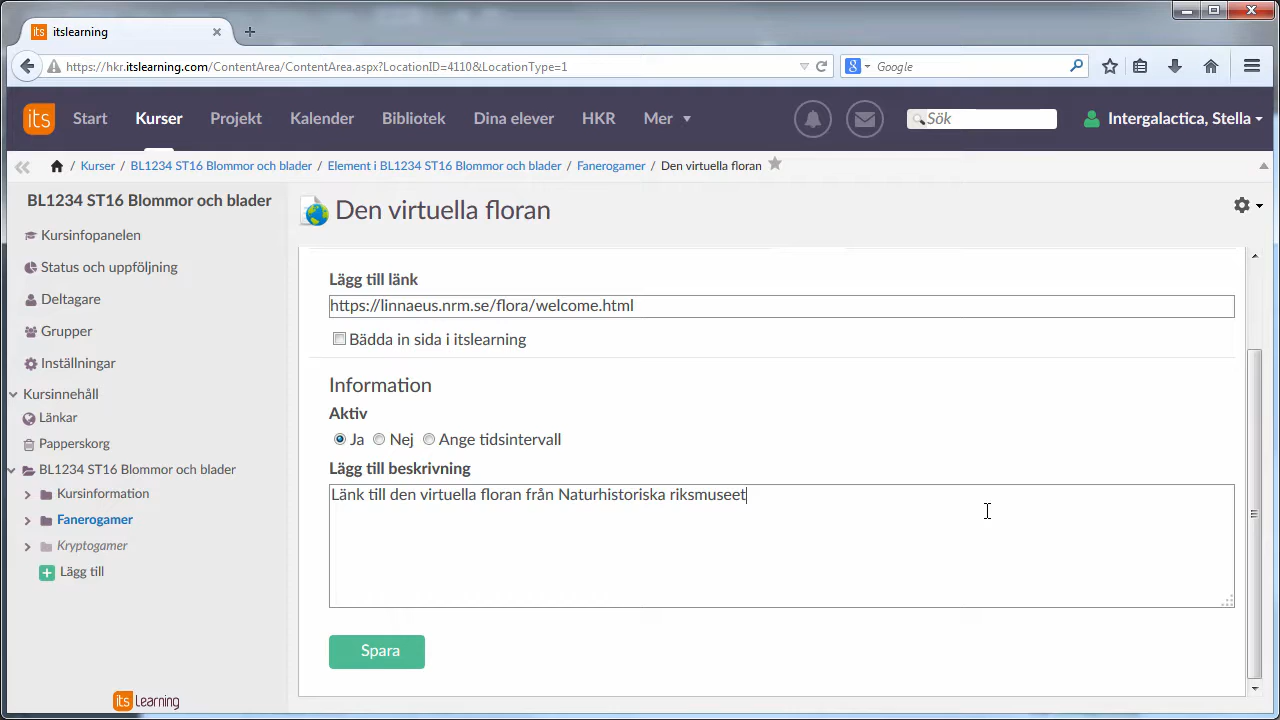 its itslearning
https://hkr.itslearning.com/ContentArea/ContentArea.aspx?LocationID=4110&LocationType=1
Google
its Start Kurser Projekt Kalender Bibliotek Dina elever HKR Mer Sök Intergalactica, Stella
/ Kurser / BL1234 ST16 Blommor och blader / Element i BL1234 ST16 Blommor och blader / Fanerogamer / Den virtuella floran
BL1234 ST16 Blommor och blader
Kursinfopanelen
Status och uppföljning
Deltagare
Grupper
Inställningar
Kursinnehåll
Länkar
Papperskorg
BL1234 ST16 Blommor och blader
Kursinformation
Fanerogamer
Kryptogamer
Lägg till
its learning
Den virtuella floran
Lägg till länk
https://linnaeus.nrm.se/flora/welcome.html
Bädda in sida i itslearning
Information
Aktiv
Ja Nej Ange tidsintervall
Lägg till beskrivning
Länk till den virtuella floran från Naturhistoriska riksmuseet
Spara